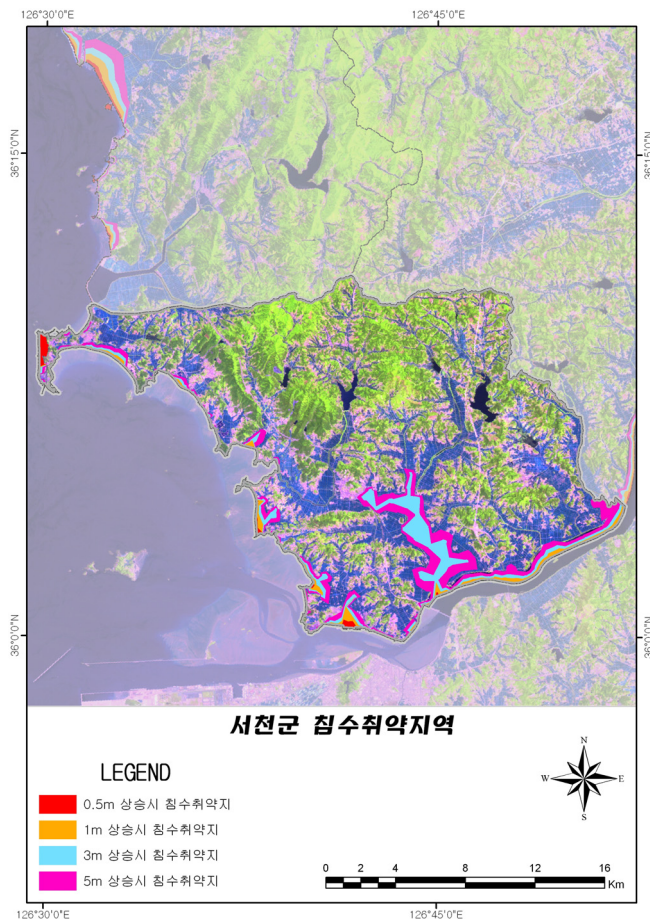 126°30'0"E
126°45'0"E
36°15'0"N
36°15'0"N
36°0'0"N
36°0'0"N
서천군 침수취약지역
LEGEND
0.5m 상승시 침수취약지
1m 상승시 침수취약지
3m 상승시 침수취약지
5m 상승시 침수취약지
N
W
E
S
0 2 4 8 12 16
Km
126°30'0"E
126°45'0"E